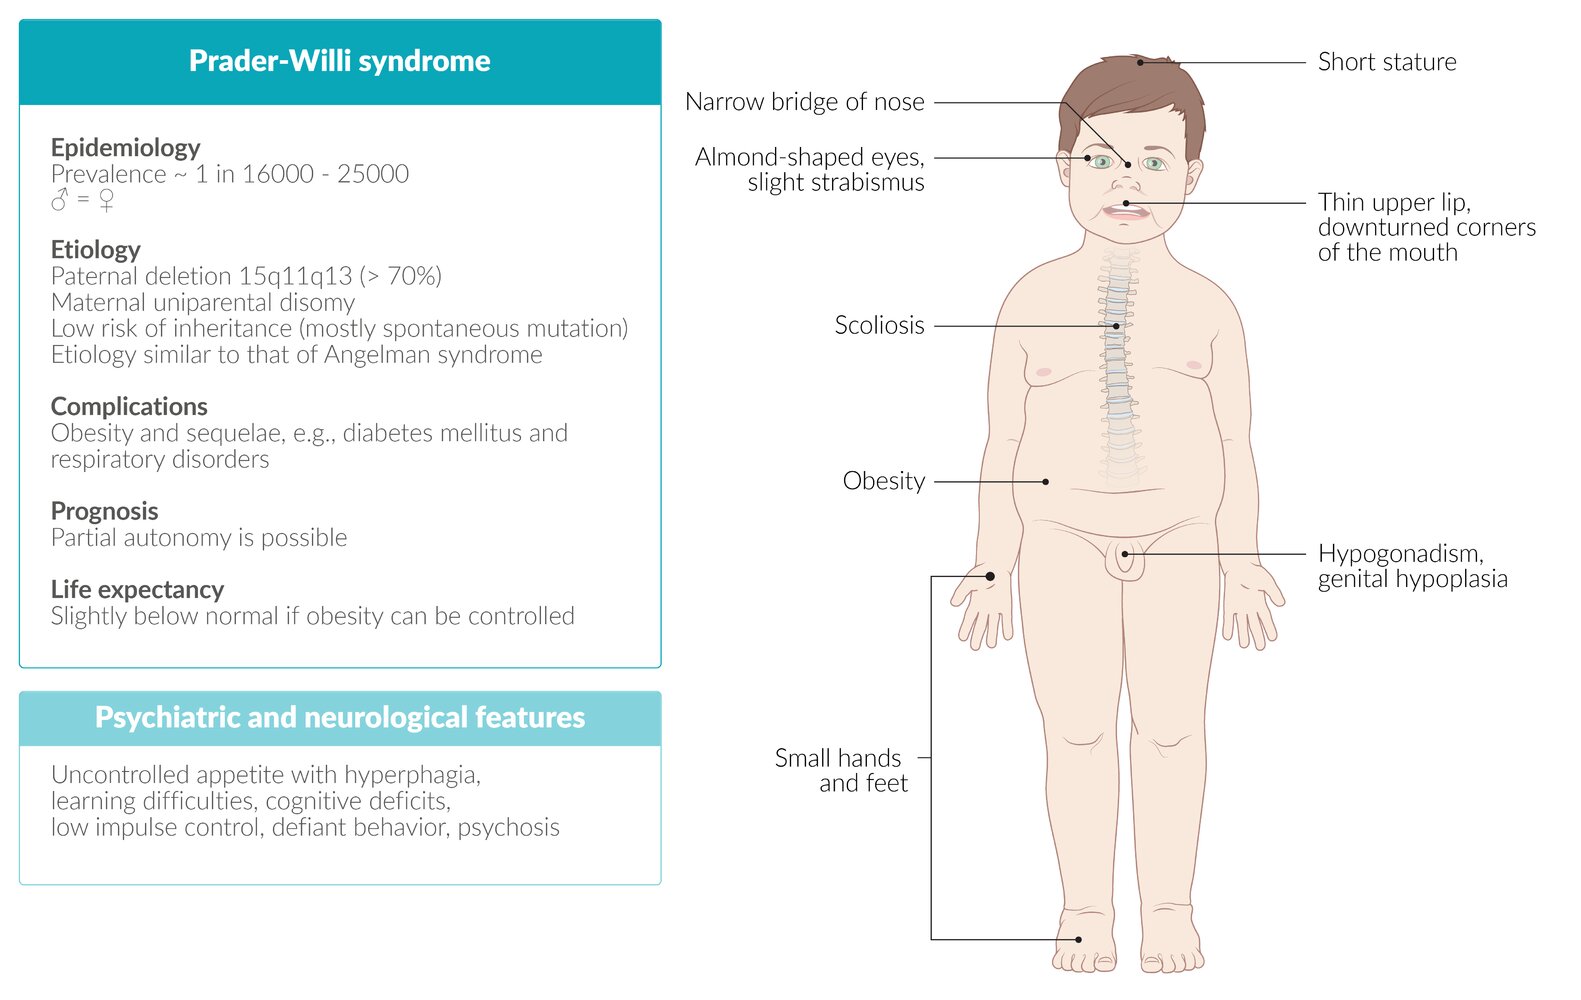 Prader-Willi syndrome
Epidemiology
Prevalence ~ 1 in 16000 - 25000
♂ = ♀
Etiology
Paternal deletion 15q11q13 (> 70%)
Maternal uniparental disomy
Low risk of inheritance (mostly spontaneous mutation)
Etiology similar to that of Angelman syndrome
Complications
Obesity and sequelae, e.g., diabetes mellitus and
respiratory disorders
Prognosis
Partial autonomy is possible
Life expectancy
Slightly below normal if obesity can be controlled
Psychiatric and neurological features
Uncontrolled appetite with hyperphagia,
learning difficulties, cognitive deficits,
low impulse control, defiant behavior, psychosis
Narrow bridge of nose
Almond-shaped eyes,
slight strabismus
Scoliosis
Obesity
Small hands
and feet
Short stature
Thin upper lip,
downturned corners
of the mouth
Hypogonadism,
genital hypoplasia